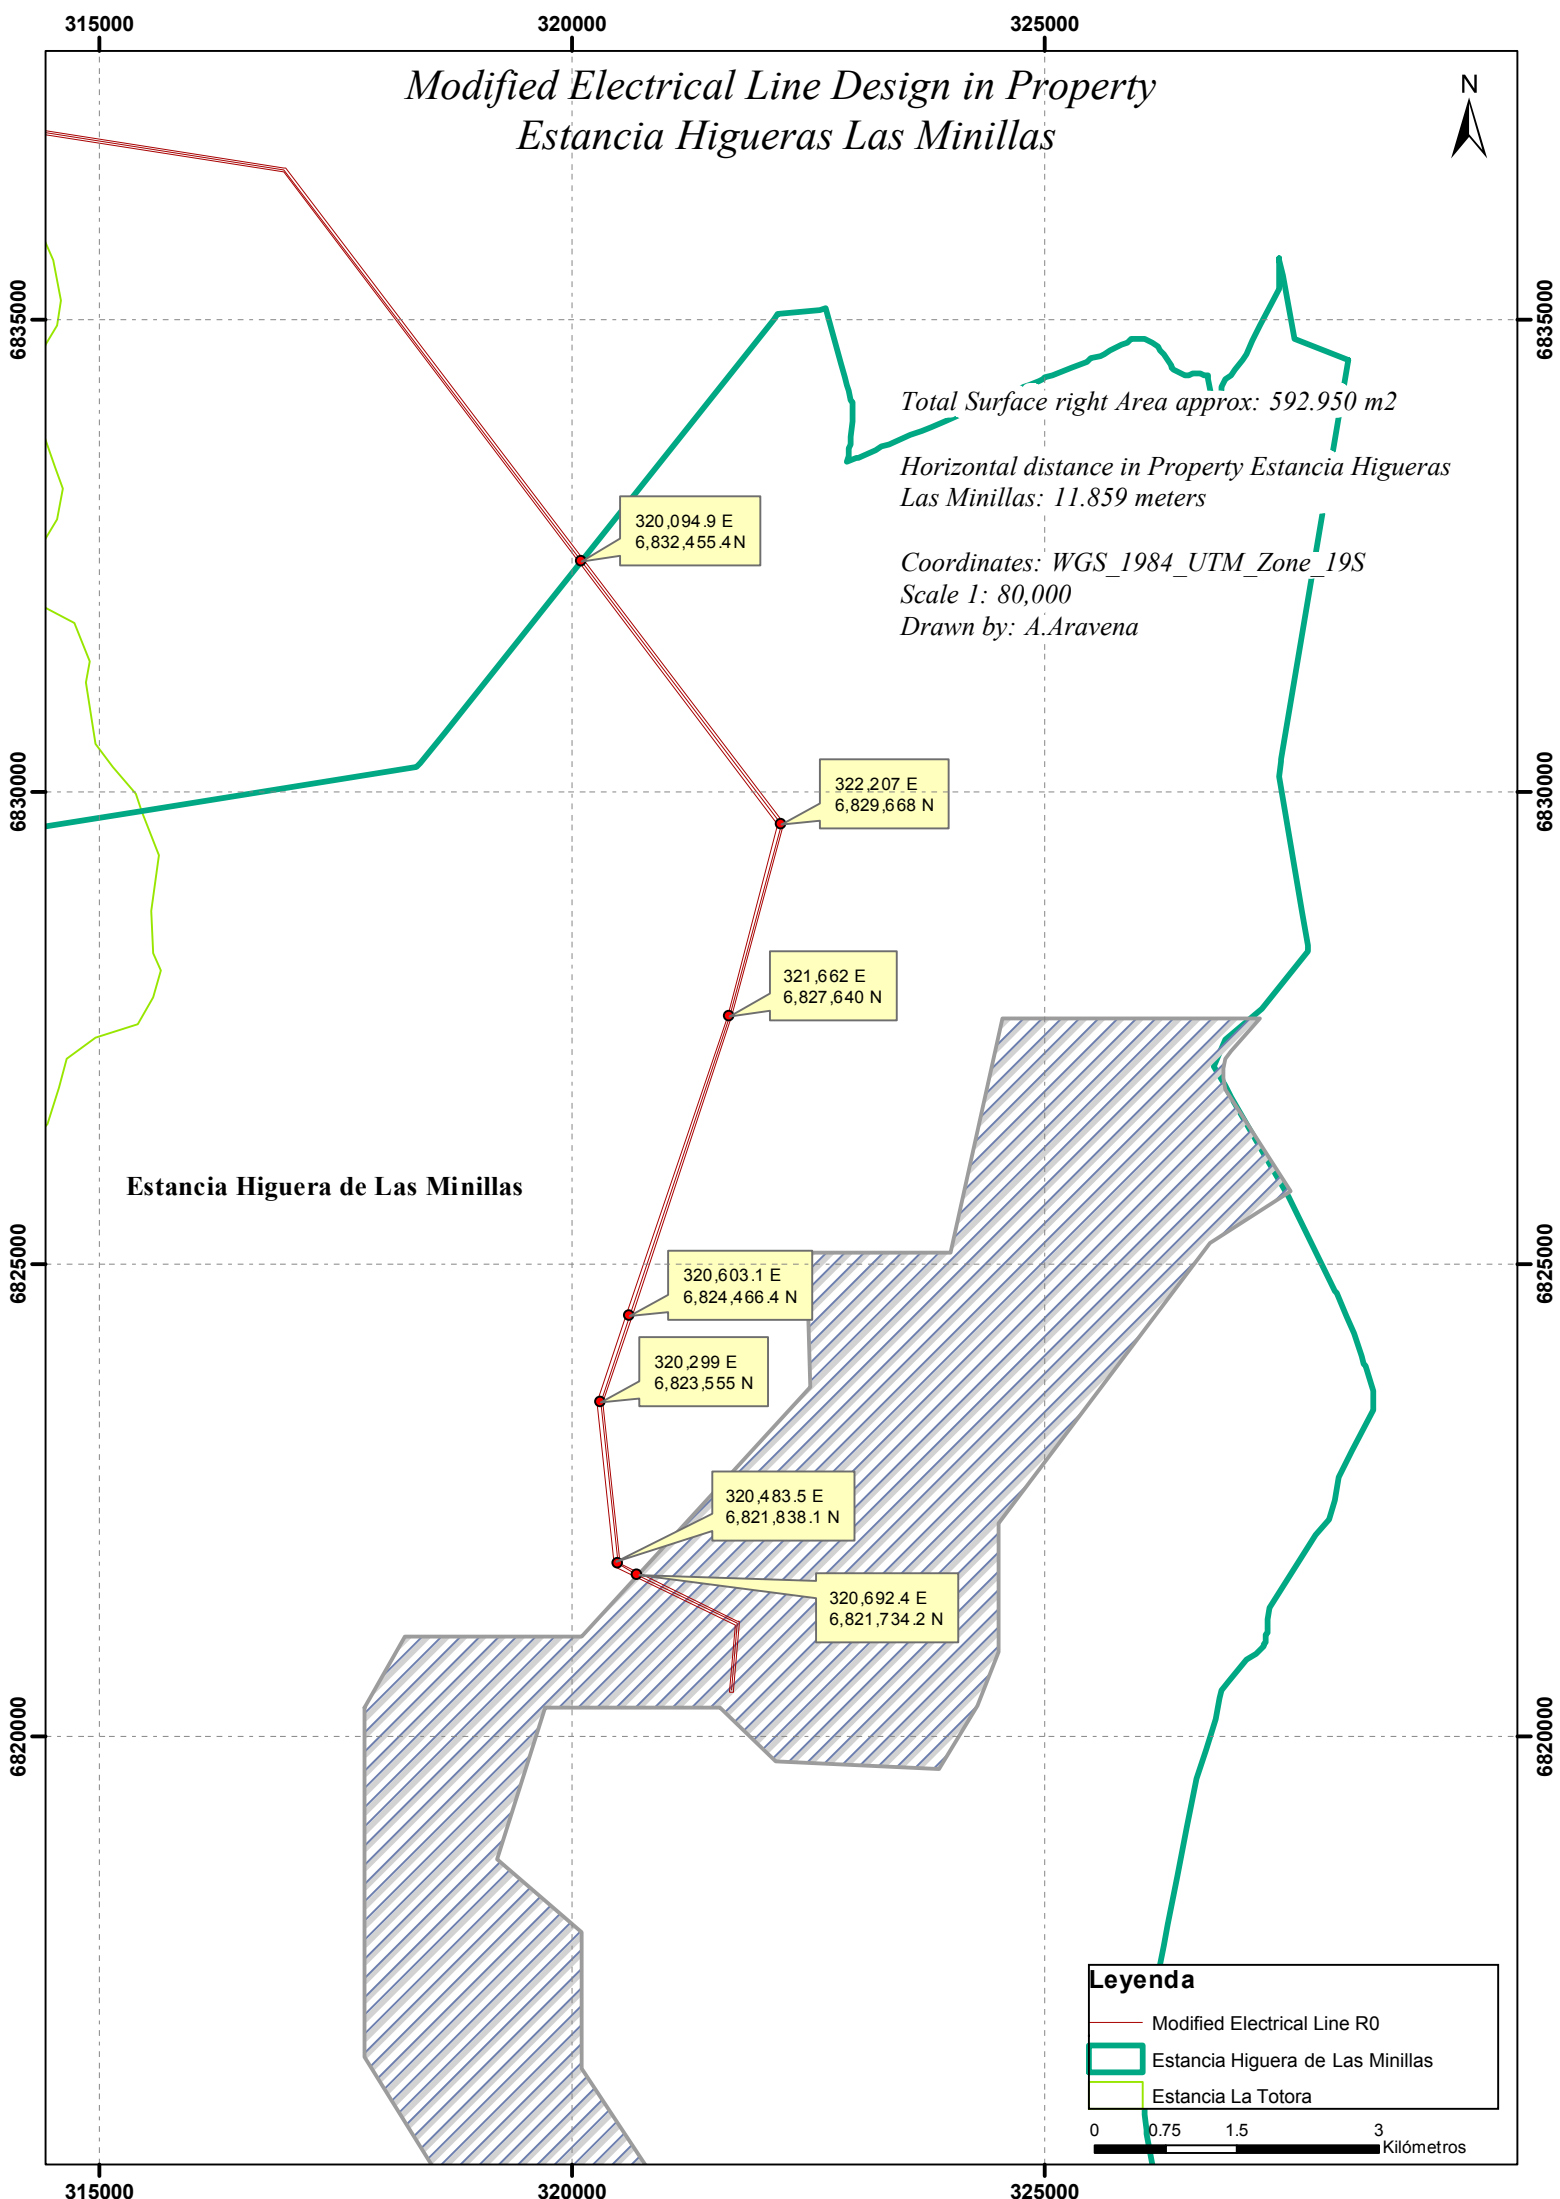 315000
320000
325000
Modified Electrical Line Design in Property
Estancia Higueras Las Minillas
N
6835000
6835000
Total Surface right Area approx: 592.950 m2
Horizontal distance in Property Estancia Higueras
Las Minillas: 11.859 meters
320,094.9 E
6,832,455.4N
Coordinates: WGS_1984_UTM_Zone_19S
Scale 1: 80,000
Drawn by: A.Aravena
322,207 E
6,829,668 N
6830000
6830000
321,662 E
6,827,640 N
Estancia Higuera de Las Minillas
6825000
6825000
320,603.1 E
6,824,466.4 N
320,299 E
6,823,555 N
320,483.5 E
6,821,838.1 N
320,692.4 E
6,821,734.2 N
6820000
6820000
Leyenda
Modified Electrical Line R0
Estancia Higuera de Las Minillas
Estancia La Totora
0 0.75 1.5 3
Kilómetros
315000
320000
325000